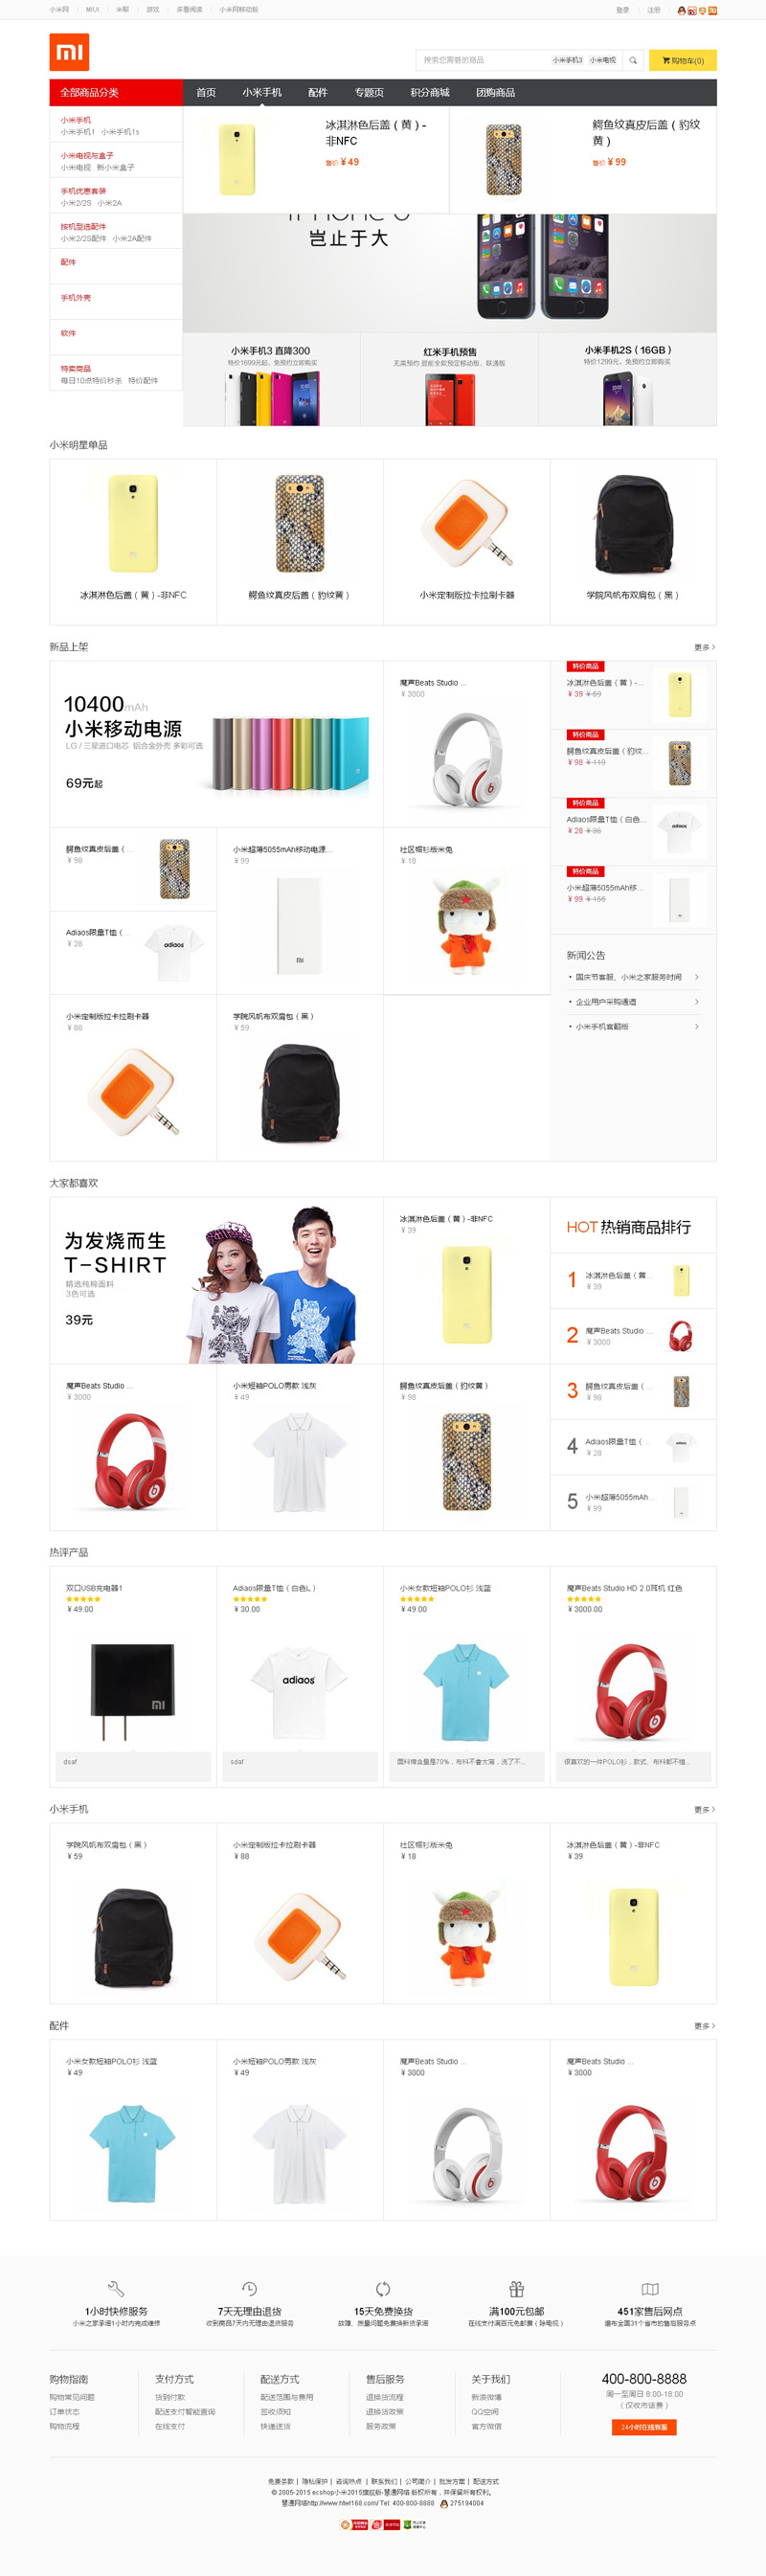 小米网 MIUI 米聊 游戏 多看阅读 小米网移动版 登录 注册
搜索您需要的商品 小米手机3 小米电视 购物车(0)
全部商品分类 首页 小米手机 配件 专题页 积分商城 团购商品
小米手机
小米手机1 小米手机1s
小米电视与盒子
小米电视 新小米盒子
手机优惠套装
小米2/2S 小米2A
按机型选配件
小米2/2S配件 小米2A配件
配件
手机外壳
软件
特卖商品
每日10点特价秒杀 特价配件
冰淇淋色后盖（黄）-
非NFC
售价 ¥ 49
鳄鱼纹真皮后盖（豹纹
黄）
售价 ¥ 99
岂止于大
小米手机3 直降300
特价1699元起，免预约立即购买
红米手机预售
无需预约 提前全款预定移动版、联通版
小米手机2S（16GB）
特价1299元，免预约立即购买
小米明星单品
冰淇淋色后盖（黄）-非NFC
鳄鱼纹真皮后盖（豹纹黄）
小米定制版拉卡拉刷卡器
学院风帆布双肩包（黑）
新品上架 更多 >
10400mAh
小米移动电源
LG / 三星进口电芯 铝合金外壳 多彩可选
69元起
魔声Beats Studio ...
¥ 3000
特价商品
冰淇淋色后盖（黄）-...
¥ 39 ¥ 59
特价商品
鳄鱼纹真皮后盖（豹纹...
¥ 98 ¥ 119
特价商品
Adiaos限量T恤（白色...
¥ 28 ¥ 36
特价商品
小米超薄5055mAh移...
¥ 99 ¥ 166
鳄鱼纹真皮后盖（...
¥ 98
Adiaos限量T恤（...
¥ 28
小米超薄5055mAh移动电源...
¥ 99
社区帽衫版米兔
¥ 18
新闻公告
• 国庆节客服、小米之家服务时间 >
• 企业用户采购通道 >
• 小米手机官翻版 >
小米定制版拉卡拉刷卡器
¥ 88
学院风帆布双肩包（黑）
¥ 59
大家都喜欢
为发烧而生
T-SHIRT
精选纯棉面料
3色可选
39元
冰淇淋色后盖（黄）-非NFC
¥ 39
HOT 热销商品排行
1 冰淇淋色后盖（黄...
¥ 39
2 魔声Beats Studio ...
¥ 3000
3 鳄鱼纹真皮后盖（...
¥ 98
4 Adiaos限量T恤（...
¥ 28
5 小米超薄5055mAh...
¥ 99
魔声Beats Studio ...
¥ 3000
小米短袖POLO男款 浅灰
¥ 49
鳄鱼纹真皮后盖（豹纹黄）
¥ 98
热评产品
双口USB充电器1
¥ 49.00
dsaf
Adiaos限量T恤（白色L）
¥ 30.00
adiaos
sdaf
小米女款短袖POLO衫 浅蓝
¥ 49.00
面料棉含量是70%，布料不会太薄，洗了不...
魔声Beats Studio HD 2.0耳机 红色
¥ 3000.00
很喜欢的一件POLO衫，款式、布料都不错...
小米手机 更多 >
学院风帆布双肩包（黑）
¥ 59
小米定制版拉卡拉刷卡器
¥ 88
社区帽衫版米兔
¥ 18
冰淇淋色后盖（黄）-非NFC
¥ 39
配件 更多 >
小米女款短袖POLO衫 浅蓝
¥ 49
小米短袖POLO男款 浅灰
¥ 49
魔声Beats Studio ...
¥ 3000
魔声Beats Studio ...
¥ 3000
1小时快修服务
小米之家承诺1小时内完成维修
7天无理由退货
收到商品7天内无理由退货服务
15天免费换货
故障、质量问题免费换新货承诺
满100元包邮
在线支付满百元免邮费（除电视）
451家售后网点
遍布全国31个省市的售后服务点
购物指南 支付方式 配送方式 售后服务 关于我们
购物常见问题 货到付款 配送范围与费用 退换货流程 新浪微博
订单状态 配送支付智能查询 签收须知 退换货政策 QQ空间
购物流程 在线支付 快递送货 服务政策 官方微信
400-800-8888
周一至周日 8:00-18:00
（仅收市话费）
24小时在线客服
免责条款 | 隐私保护 | 咨询热点 | 联系我们 | 公司简介 | 批发方案 | 配送方式
© 2005-2015 ecshop小米2015旗舰版-慧通网络 版权所有，并保留所有权利。
慧通网络http://www.htwl168.com/ Tel: 400-800-8888 275194004